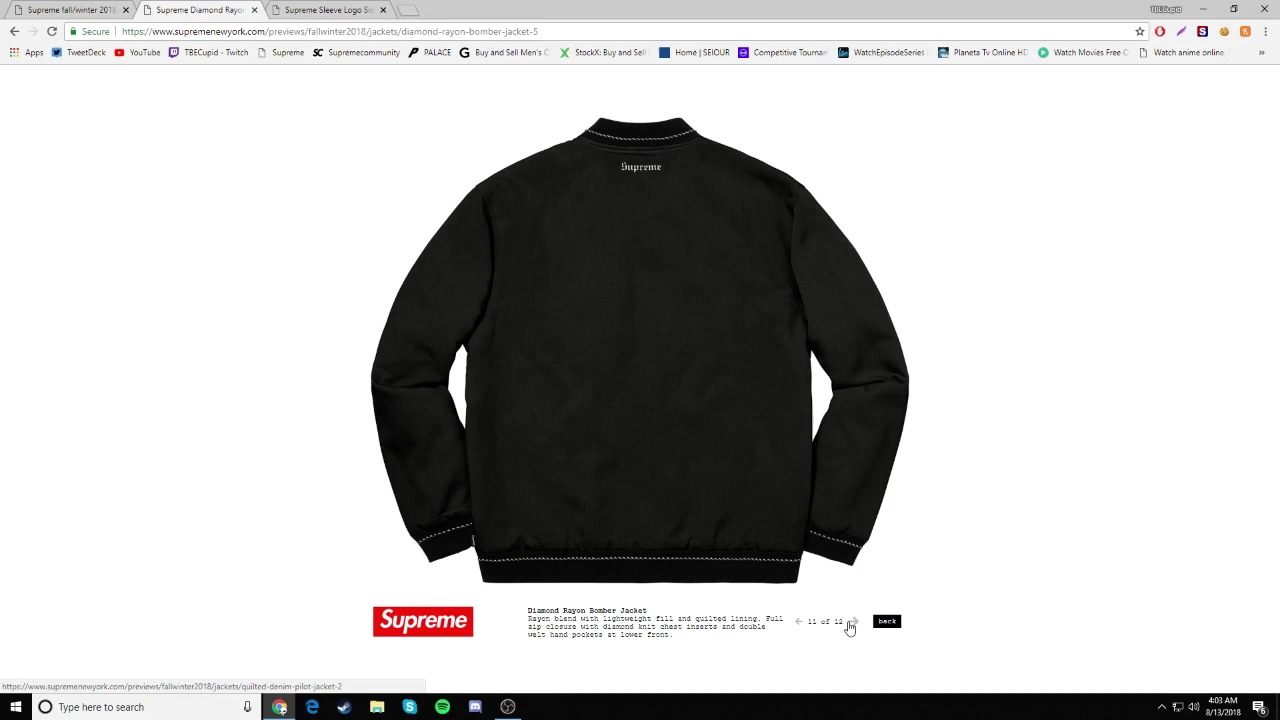 Supreme fall/winter 2018
Supreme Diamond Rayo
Supreme Sleeve Logo Si
Secure
https://www.supremenewyork.com/previews/fallwinter2018/jackets/diamond-rayon-bomber-jacket-5
Apps TweetDeck YouTube TBECupid - Twitch Supreme Supremecommunity PALACE Buy and Sell Men's C StockX: Buy and Sell Home | SEIOUR Competitive Tournam WatchEpisodeSeries Planeta Tv Online HD Watch Movies Free C Watch anime online, »
Supreme
Supreme
Diamond Rayon Bomber Jacket
Rayon blend with lightweight fill and quilted lining. Full
zip closure with diamond knit chest inserts and double
welt hand pockets at lower front.
11 of 12
back
https://www.supremenewyork.com/previews/fallwinter2018/jackets/quilted-denim-pilot-jacket-2
Type here to search
4:03 AM
8/13/2018